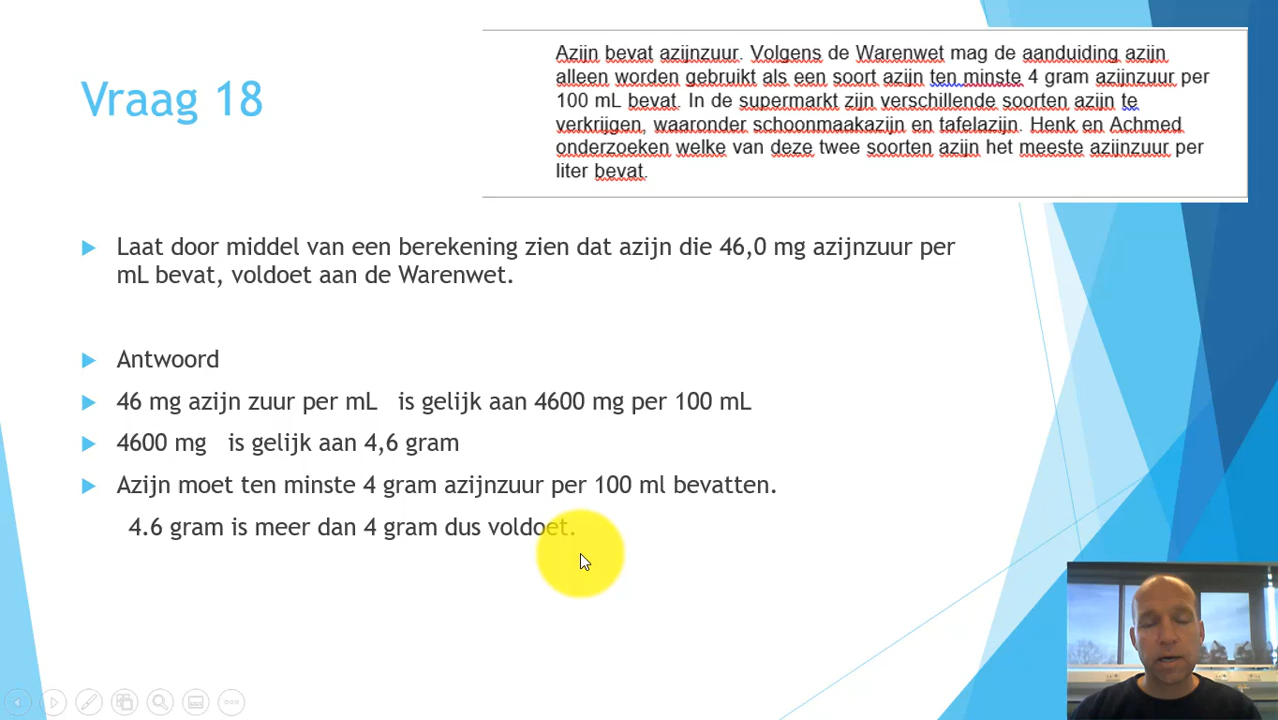 Vraag 18
Azijn bevat azijnzuur. Volgens de Warenwet mag de aanduiding azijn
alleen worden gebruikt als een soort azijn ten minste 4 gram azijnzuur per
100 mL bevat. In de supermarkt zijn verschillende soorten azijn te
verkrijgen, waaronder schoonmaakazijn en tafelazijn. Henk en Achmed
onderzoeken welke van deze twee soorten azijn het meeste azijnzuur per
liter bevat.
Laat door middel van een berekening zien dat azijn die 46,0 mg azijnzuur per
mL bevat, voldoet aan de Warenwet.
Antwoord
46 mg azijn zuur per mL is gelijk aan 4600 mg per 100 mL
4600 mg is gelijk aan 4,6 gram
Azijn moet ten minste 4 gram azijnzuur per 100 ml bevatten.
4.6 gram is meer dan 4 gram dus voldoet.